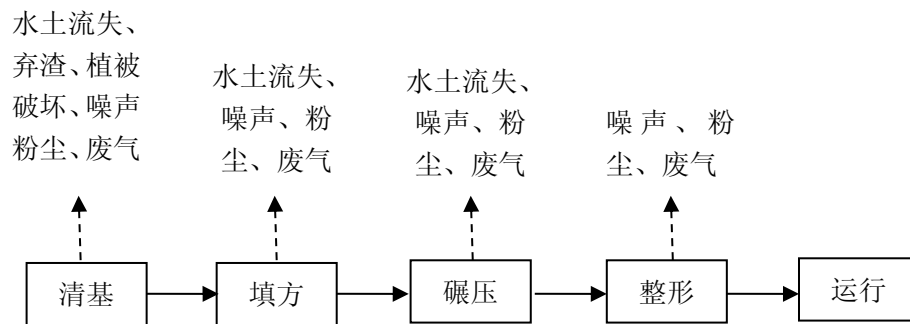 水土流失、
弃渣、植被
破坏、噪声
粉尘、废气
水土流失、
噪声、粉
尘、废气
水土流失、
噪声、粉
尘、废气
噪声、粉
尘、废气
清基
填方
碾压
整形
运行